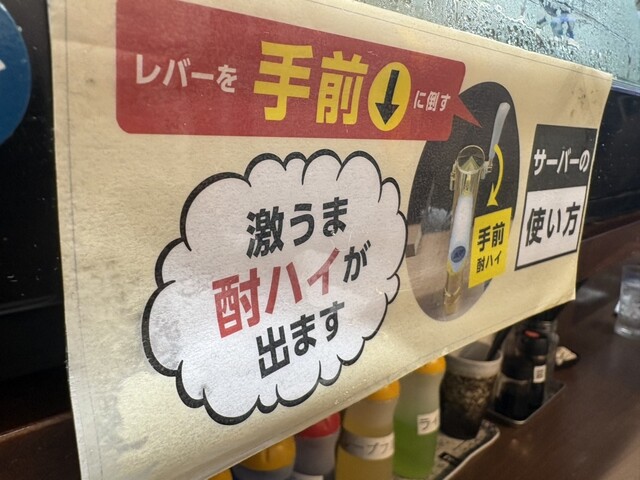 サーバーの
使い方
レバーを 手前 ↓ に倒す
手前
酎ハイ
激うま
酎ハイが
出ます